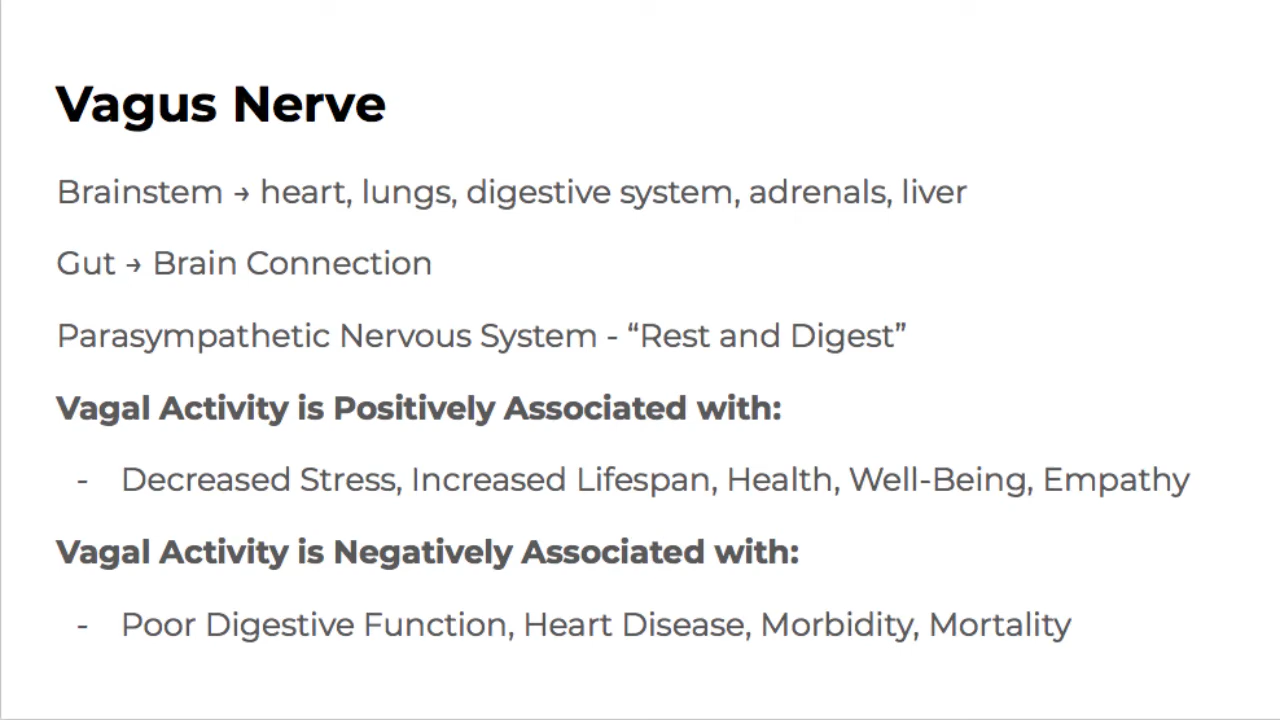 Vagus Nerve
Brainstem → heart, lungs, digestive system, adrenals, liver
Gut → Brain Connection
Parasympathetic Nervous System - “Rest and Digest”
Vagal Activity is Positively Associated with:
- Decreased Stress, Increased Lifespan, Health, Well-Being, Empathy
Vagal Activity is Negatively Associated with:
- Poor Digestive Function, Heart Disease, Morbidity, Mortality